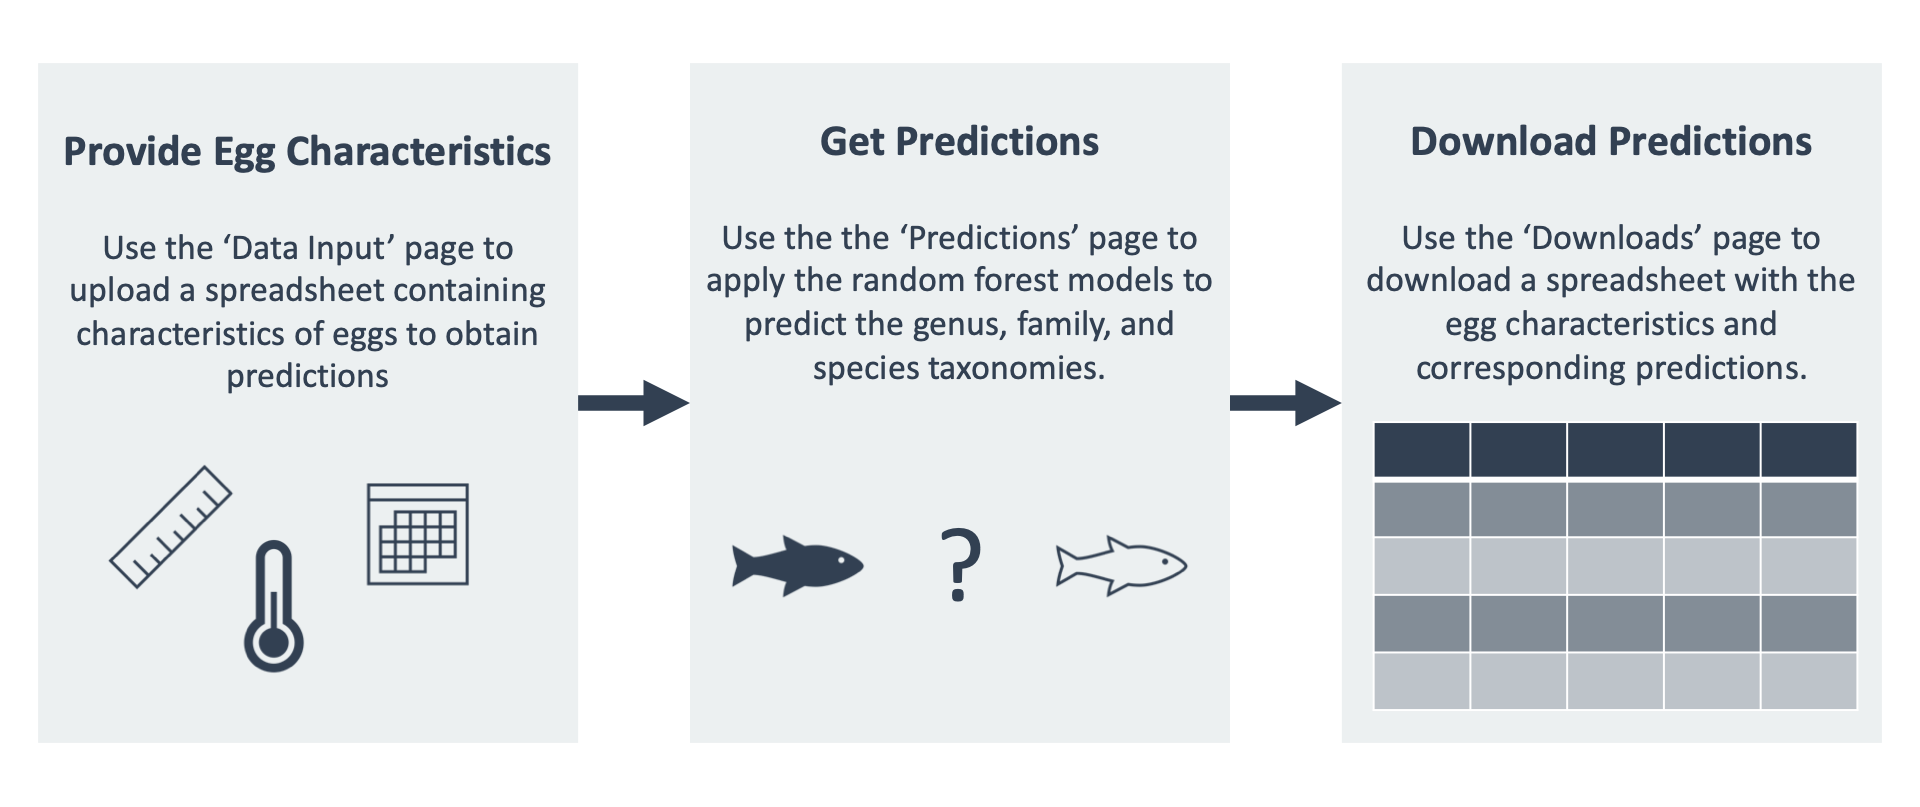 Provide Egg Characteristics
Use the ‘Data Input’ page to
upload a spreadsheet containing
characteristics of eggs to obtain
predictions
Get Predictions
Use the the ‘Predictions’ page to
apply the random forest models to
predict the genus, family, and
species taxonomies.
?
Download Predictions
Use the ‘Downloads’ page to
download a spreadsheet with the
egg characteristics and
corresponding predictions.